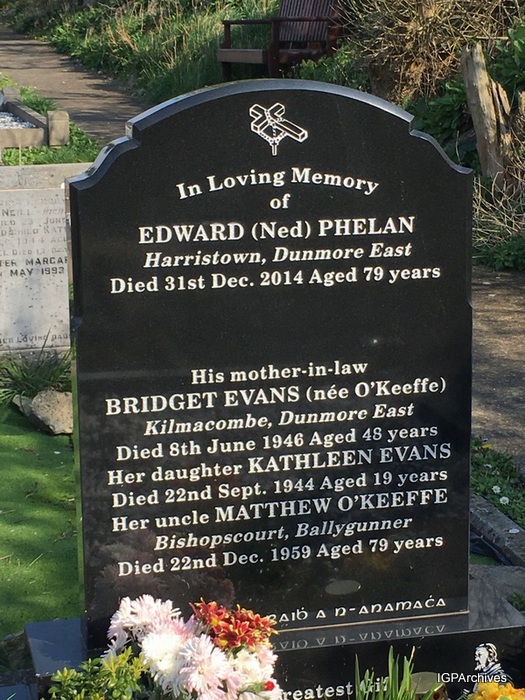 In Loving Memory
of
EDWARD (Ned) PHELAN
Harristown, Dunmore East
Died 31st Dec. 2014 Aged 79 years
His mother-in-law
BRIDGET EVANS (née O'Keeffe)
Kilmacombe, Dunmore East
Died 8th June 1946 Aged 48 years
Her daughter KATHLEEN EVANS
Died 22nd Sept. 1944 Aged 19 years
Her uncle MATTHEW O'KEEFFE
Bishopscourt, Ballygunner
Died 22nd Dec. 1959 Aged 79 years
A n-anamaċa
MAY 1993
IGPArchives